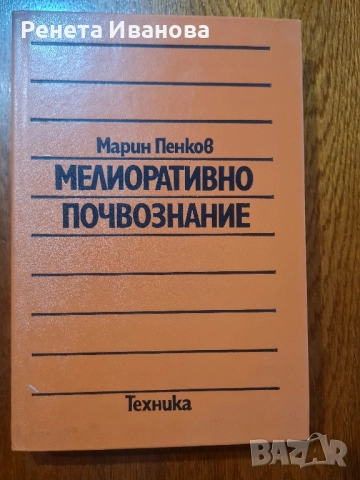 Ренета Иванова
Марин Пенков
МЕЛИОРАТИВНО
ПОЧВОЗНАНИЕ
Техника
BAZAR